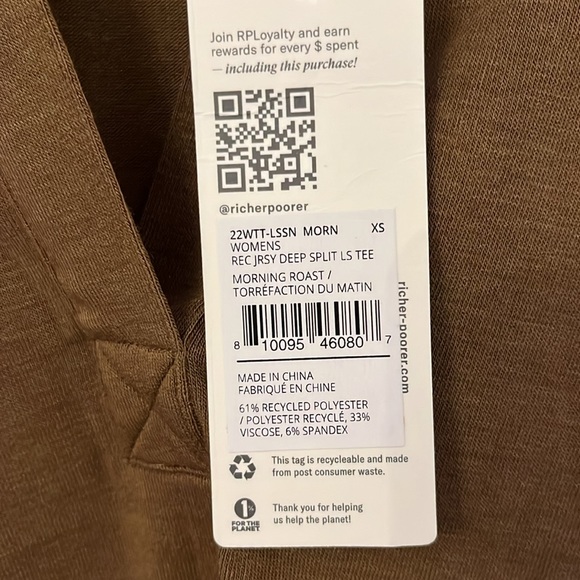 Join RPLoyalty and earn
rewards for every $ spent
— including this purchase!
@richerpoorer
22WTT-LSSN MORN XS
WOMENS
REC JRSY DEEP SPLIT LS TEE
MORNING ROAST /
TORRÉFACTION DU MATIN
8 10095 46080 7
richer-poorer.com
MADE IN CHINA
FABRIQUÉ EN CHINE
61% RECYCLED POLYESTER
/ POLYESTER RECYCLÉ, 33%
VISCOSE, 6% SPANDEX
This tag is recycleable and made
from post consumer waste.
1%
FOR THE
PLANET
Thank you for helping
us help the planet!